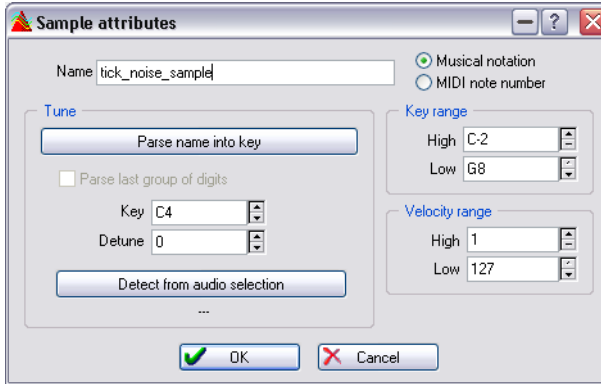 Sample attributes
Name tick_noise_sample
Musical notation
MIDI note number
Tune
Parse name into key
Parse last group of digits
Key C4
Detune 0
Detect from audio selection
---
Key range
High C-2
Low G8
Velocity range
High 1
Low 127
OK
Cancel